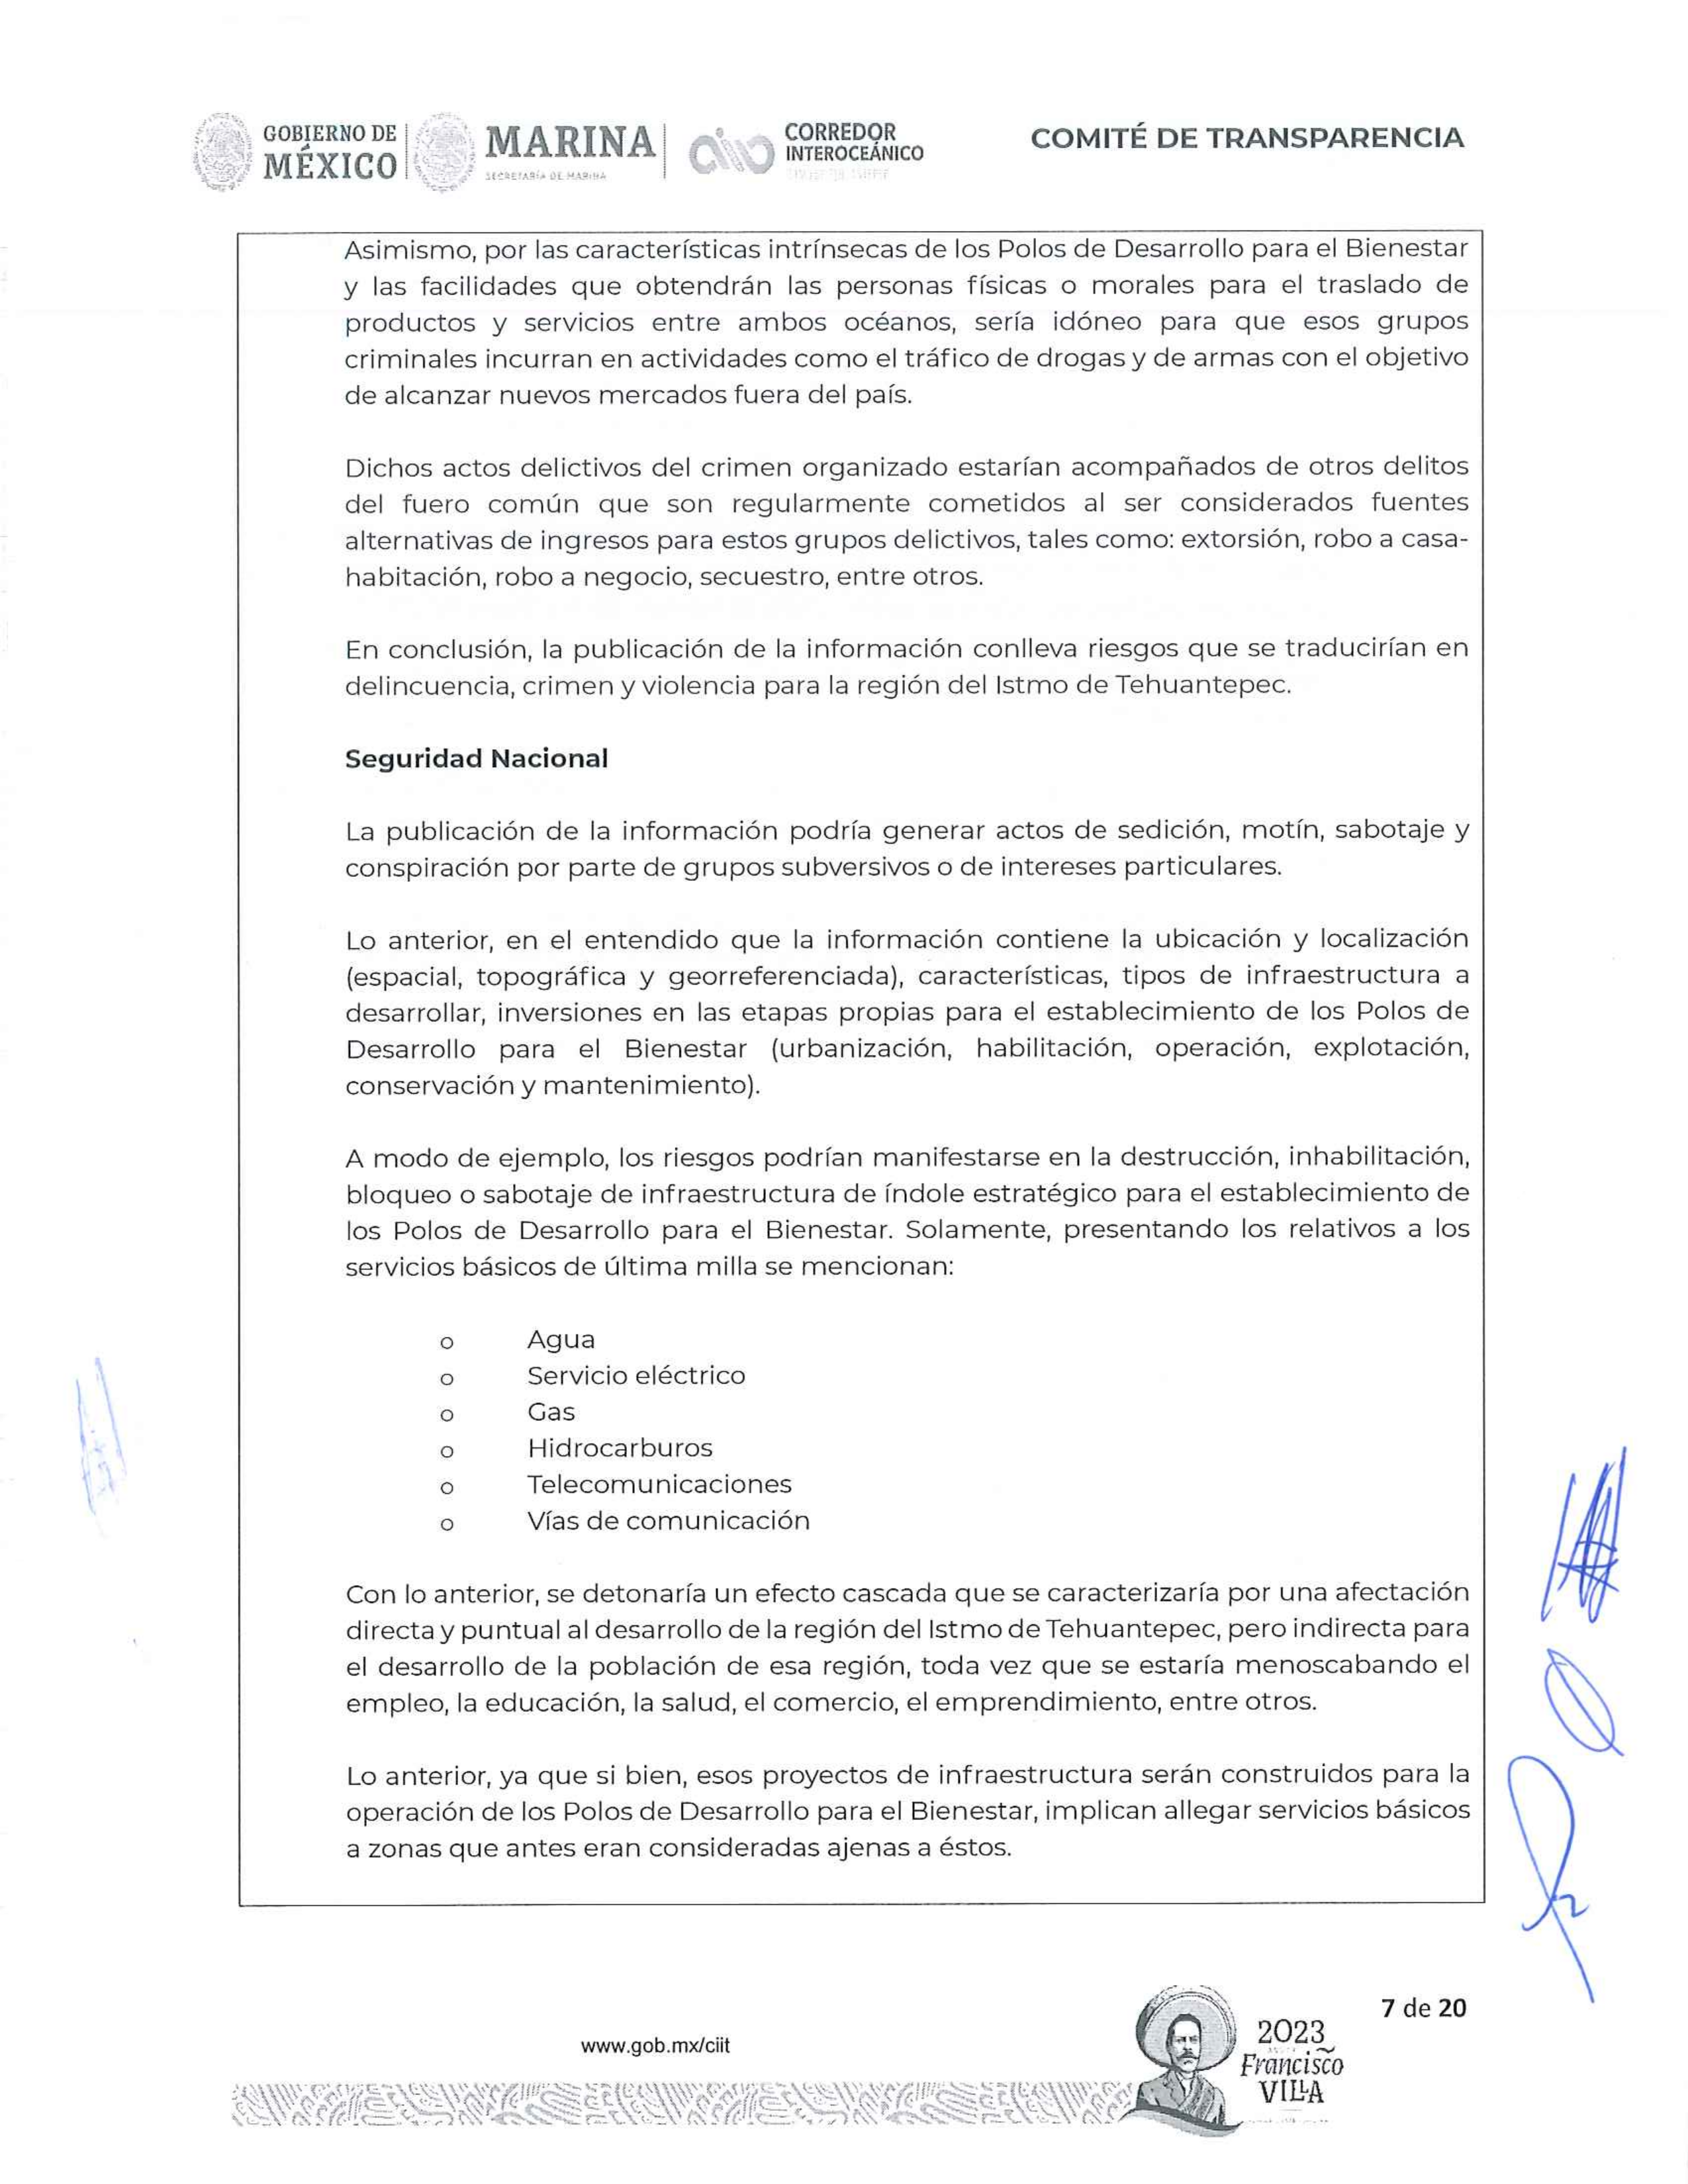 GOBIERNO DE
MÉXICO
MARINA
SECRETARÍA DE MARINA
CORREDOR
INTEROCEÁNICO
COMITÉ DE TRANSPARENCIA
Asimismo, por las características intrínsecas de los Polos de Desarrollo para el Bienestar
y las facilidades que obtendrán las personas físicas o morales para el traslado de
productos y servicios entre ambos océanos, sería idóneo para que esos grupos
criminales incurran en actividades como el tráfico de drogas y de armas con el objetivo
de alcanzar nuevos mercados fuera del país.
Dichos actos delictivos del crimen organizado estarían acompañados de otros delitos
del fuero común que son regularmente cometidos al ser considerados fuentes
alternativas de ingresos para estos grupos delictivos, tales como: extorsión, robo a casa-
habitación, robo a negocio, secuestro, entre otros.
En conclusión, la publicación de la información conlleva riesgos que se traducirían en
delincuencia, crimen y violencia para la región del Istmo de Tehuantepec.
Seguridad Nacional
La publicación de la información podría generar actos de sedición, motín, sabotaje y
conspiración por parte de grupos subversivos o de intereses particulares.
Lo anterior, en el entendido que la información contiene la ubicación y localización
(espacial, topográfica y georreferenciada), características, tipos de infraestructura a
desarrollar, inversiones en las etapas propias para el establecimiento de los Polos de
Desarrollo para el Bienestar (urbanización, habilitación, operación, explotación,
conservación y mantenimiento).
A modo de ejemplo, los riesgos podrían manifestarse en la destrucción, inhabilitación,
bloqueo o sabotaje de infraestructura de índole estratégico para el establecimiento de
los Polos de Desarrollo para el Bienestar. Solamente, presentando los relativos a los
servicios básicos de última milla se mencionan:
o Agua
o Servicio eléctrico
o Gas
o Hidrocarburos
o Telecomunicaciones
o Vías de comunicación
Con lo anterior, se detonaría un efecto cascada que se caracterizaría por una afectación
directa y puntual al desarrollo de la región del Istmo de Tehuantepec, pero indirecta para
el desarrollo de la población de esa región, toda vez que se estaría menoscabando el
empleo, la educación, la salud, el comercio, el emprendimiento, entre otros.
Lo anterior, ya que si bien, esos proyectos de infraestructura serán construidos para la
operación de los Polos de Desarrollo para el Bienestar, implican allegar servicios básicos
a zonas que antes eran consideradas ajenas a éstos.
7 de 20
www.gob.mx/ciit
2023
Francisco
VILLA